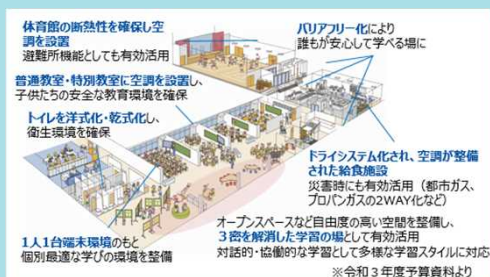 体育館の断熱性を確保し空
調を設置
避難所機能としても有効活用
バリアフリー化により
誰もが安心して学べる場に
普通教室・特別教室に空調を設置し、
子供たちの安全な教育環境を確保
トイレを洋式化・乾式化し、
衛生環境を確保
ドライシステム化され、空調が整備
された給食施設
災害時にも有効活用（都市ガス、
プロパンガスの2WAY化など）
1人1台端末環境のもと
個別最適な学びの環境を整備
オープンスペースなど自由度の高い空間を整備し、
3密を解消した学習の場として有効活用
対話的・協働的な学習として多様な学習スタイルに対応
※令和３年度予算資料より